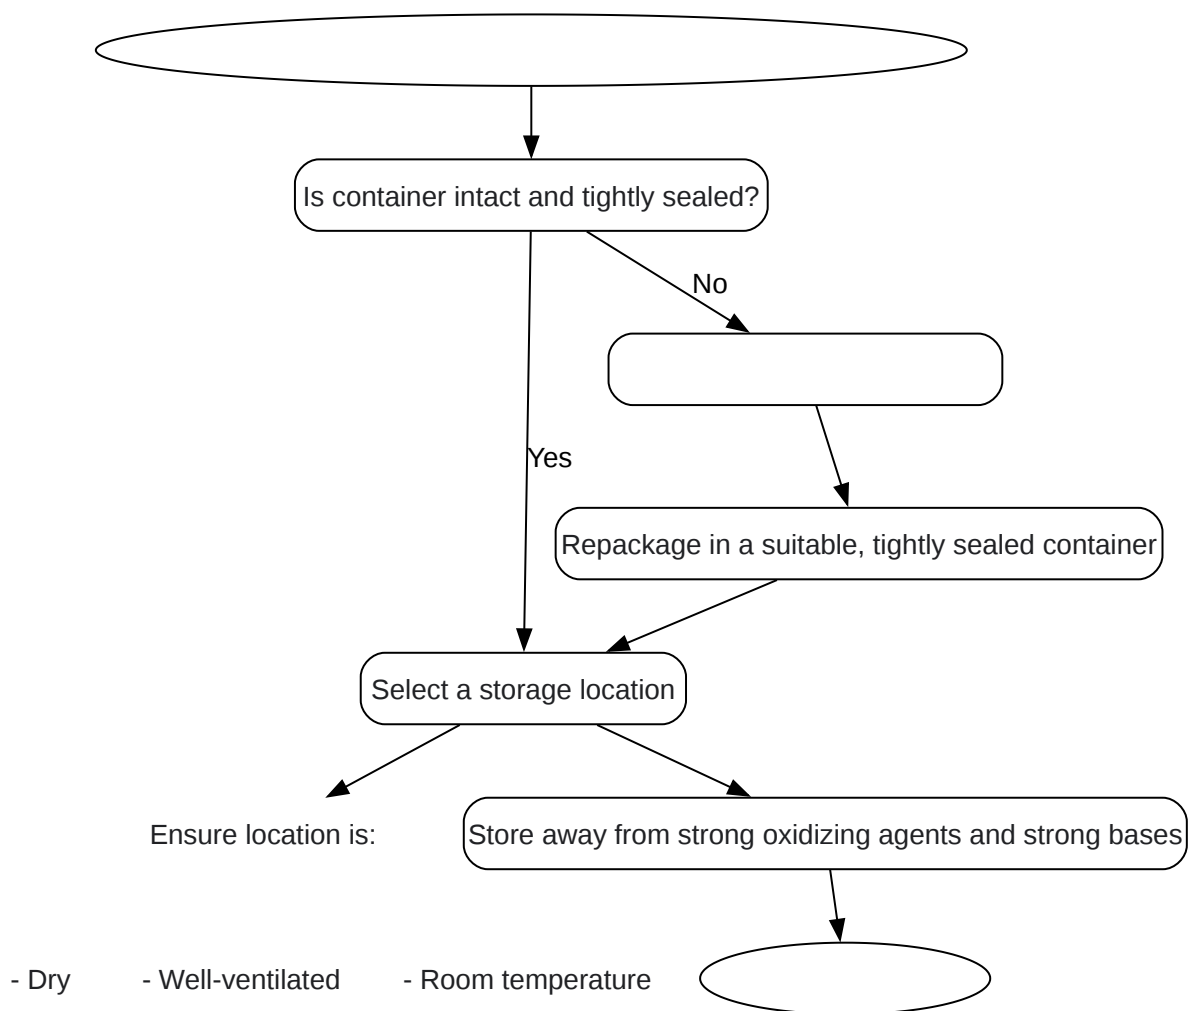 Is container intact and tightly sealed?
No
Yes
Repackage in a suitable, tightly sealed container
Select a storage location
Ensure location is:
Store away from strong oxidizing agents and strong bases
- Dry
- Well-ventilated
- Room temperature